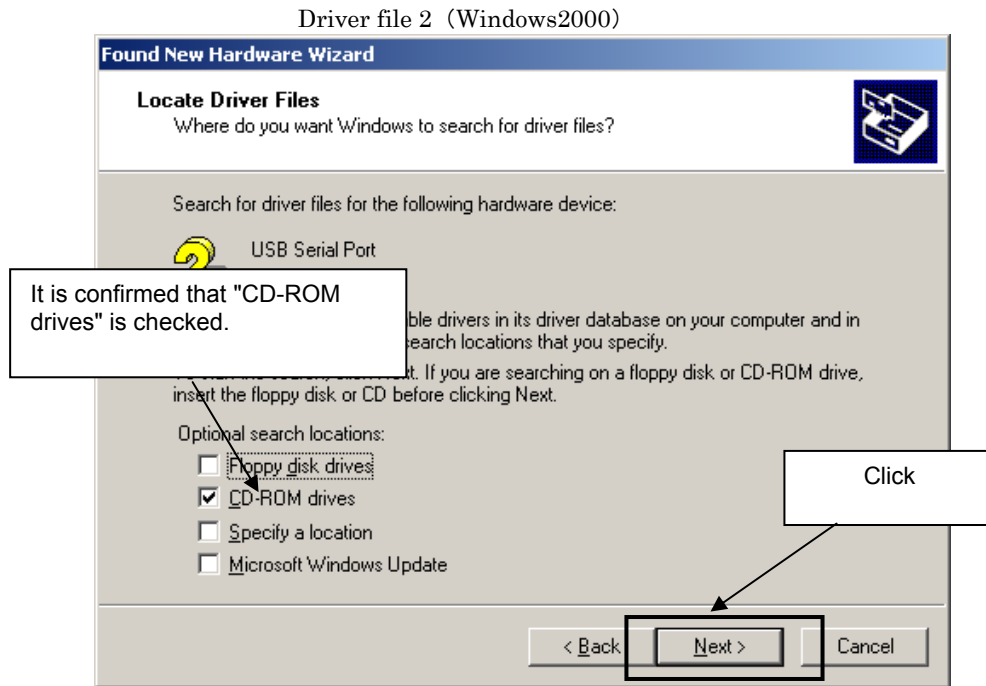 Driver file 2（Windows2000）
Found New Hardware Wizard
Locate Driver Files
Where do you want Windows to search for driver files?
Search for driver files for the following hardware device:
USB Serial Port
It is confirmed that "CD-ROM
drives" is checked.
ble drivers in its driver database on your computer and in
search locations that you specify.
If you are searching on a floppy disk or CD-ROM drive,
insert the floppy disk or CD before clicking Next.
Optional search locations:
Floppy disk drives
CD-ROM drives
Specify a location
Microsoft Windows Update
Click
< Back
Next >
Cancel